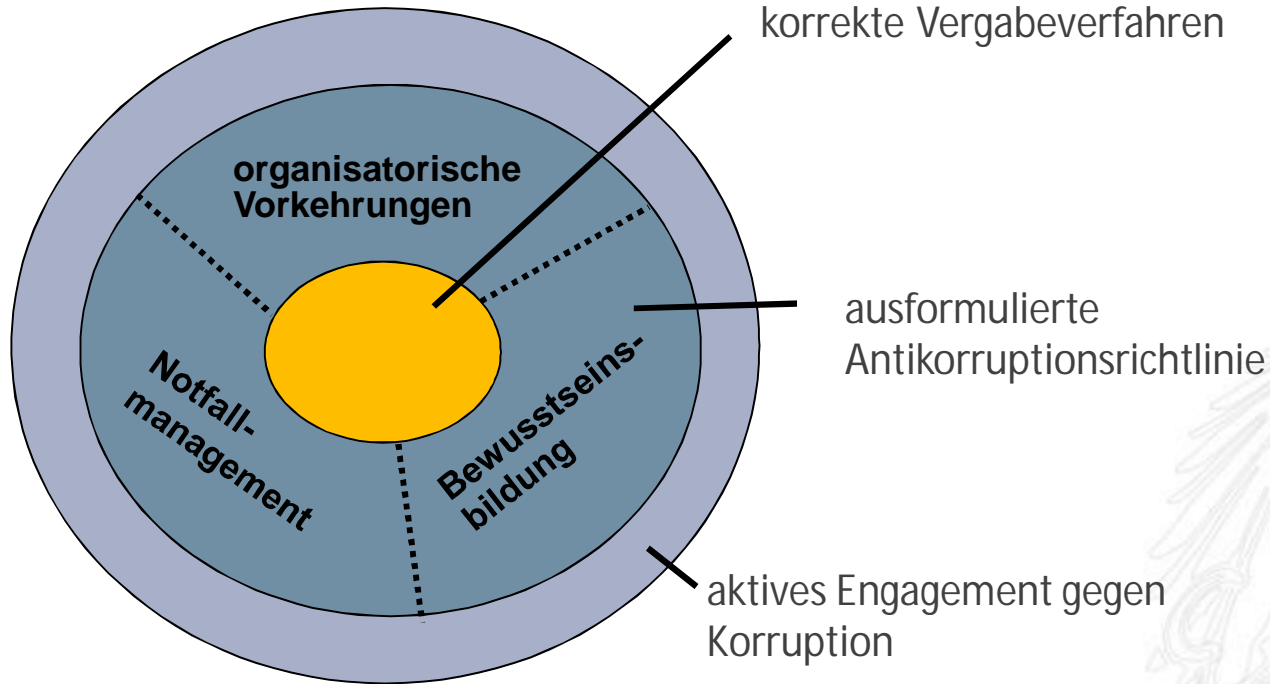 korrekte Vergabeverfahren
organisatorische
Vorkehrungen
ausformulierte
Antikorruptionsrichtlinie
Notfall-
management
Bewusstseins-
bildung
aktives Engagement gegen
Korruption